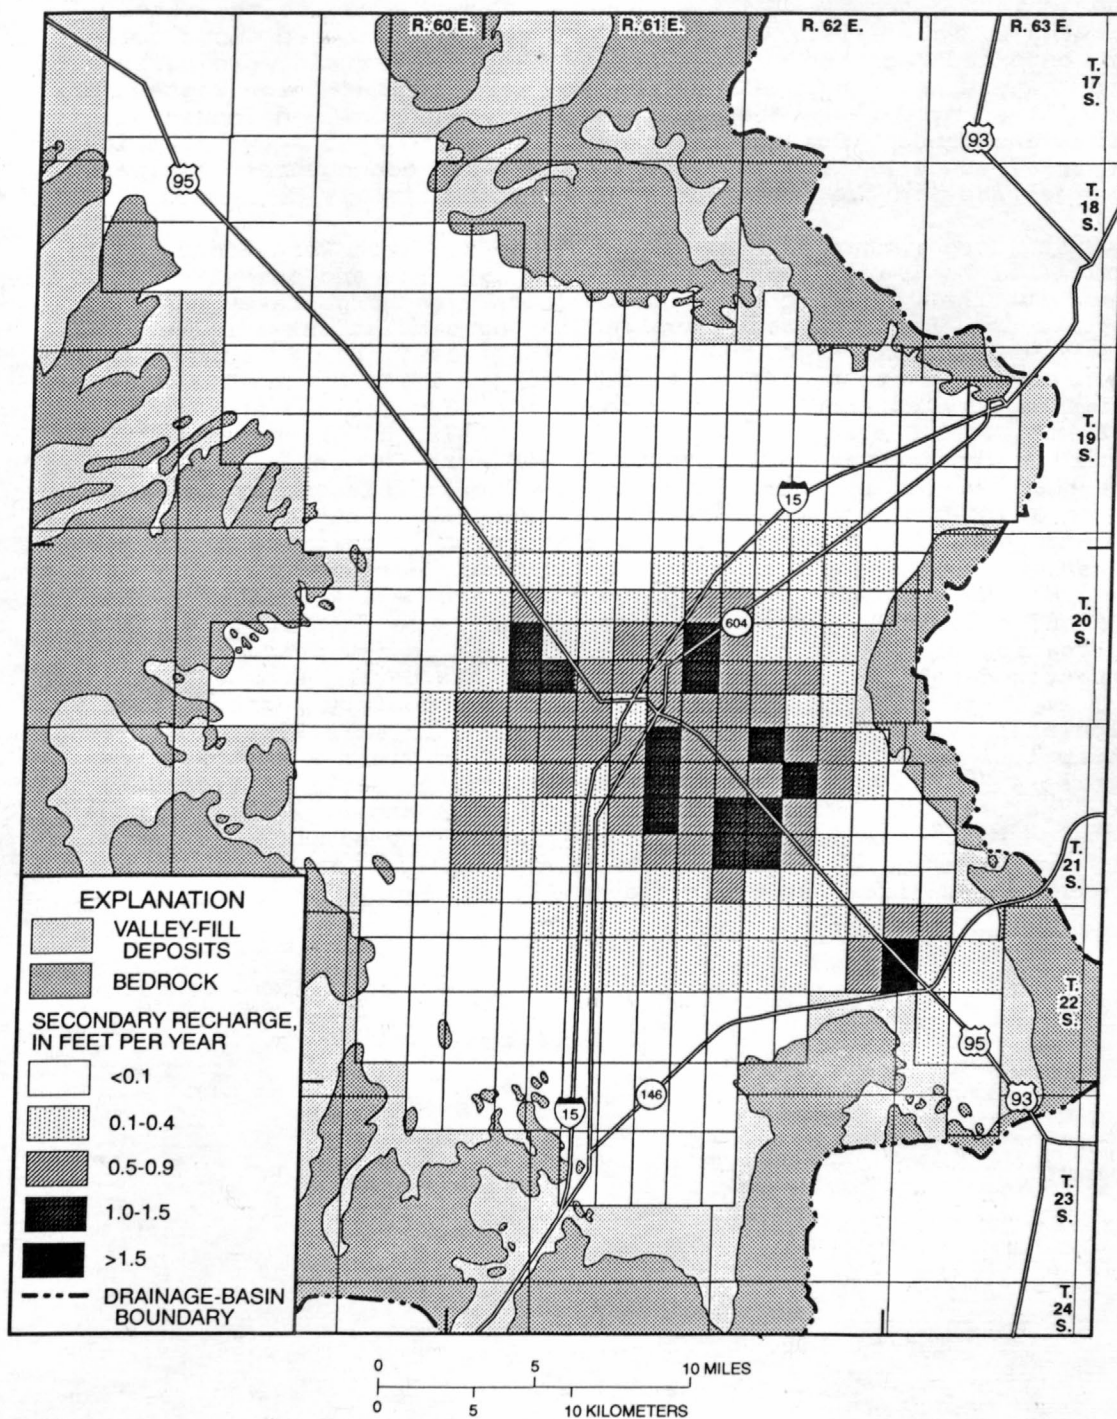 R. 60 E.
R. 61 E.
R. 62 E.
R. 63 E.
T.
17
S.
93
95
T.
18
S.
T.
19
S.
15
T.
20
S.
604
T.
21
S.
EXPLANATION
VALLEY-FILL
DEPOSITS
BEDROCK
SECONDARY RECHARGE,
IN FEET PER YEAR
<0.1
0.1-0.4
0.5-0.9
1.0-1.5
>1.5
DRAINAGE-BASIN
BOUNDARY
T.
22
S.
95
93
146
15
T.
23
S.
T.
24
S.
0 5 10 MILES
0 5 10 KILOMETERS